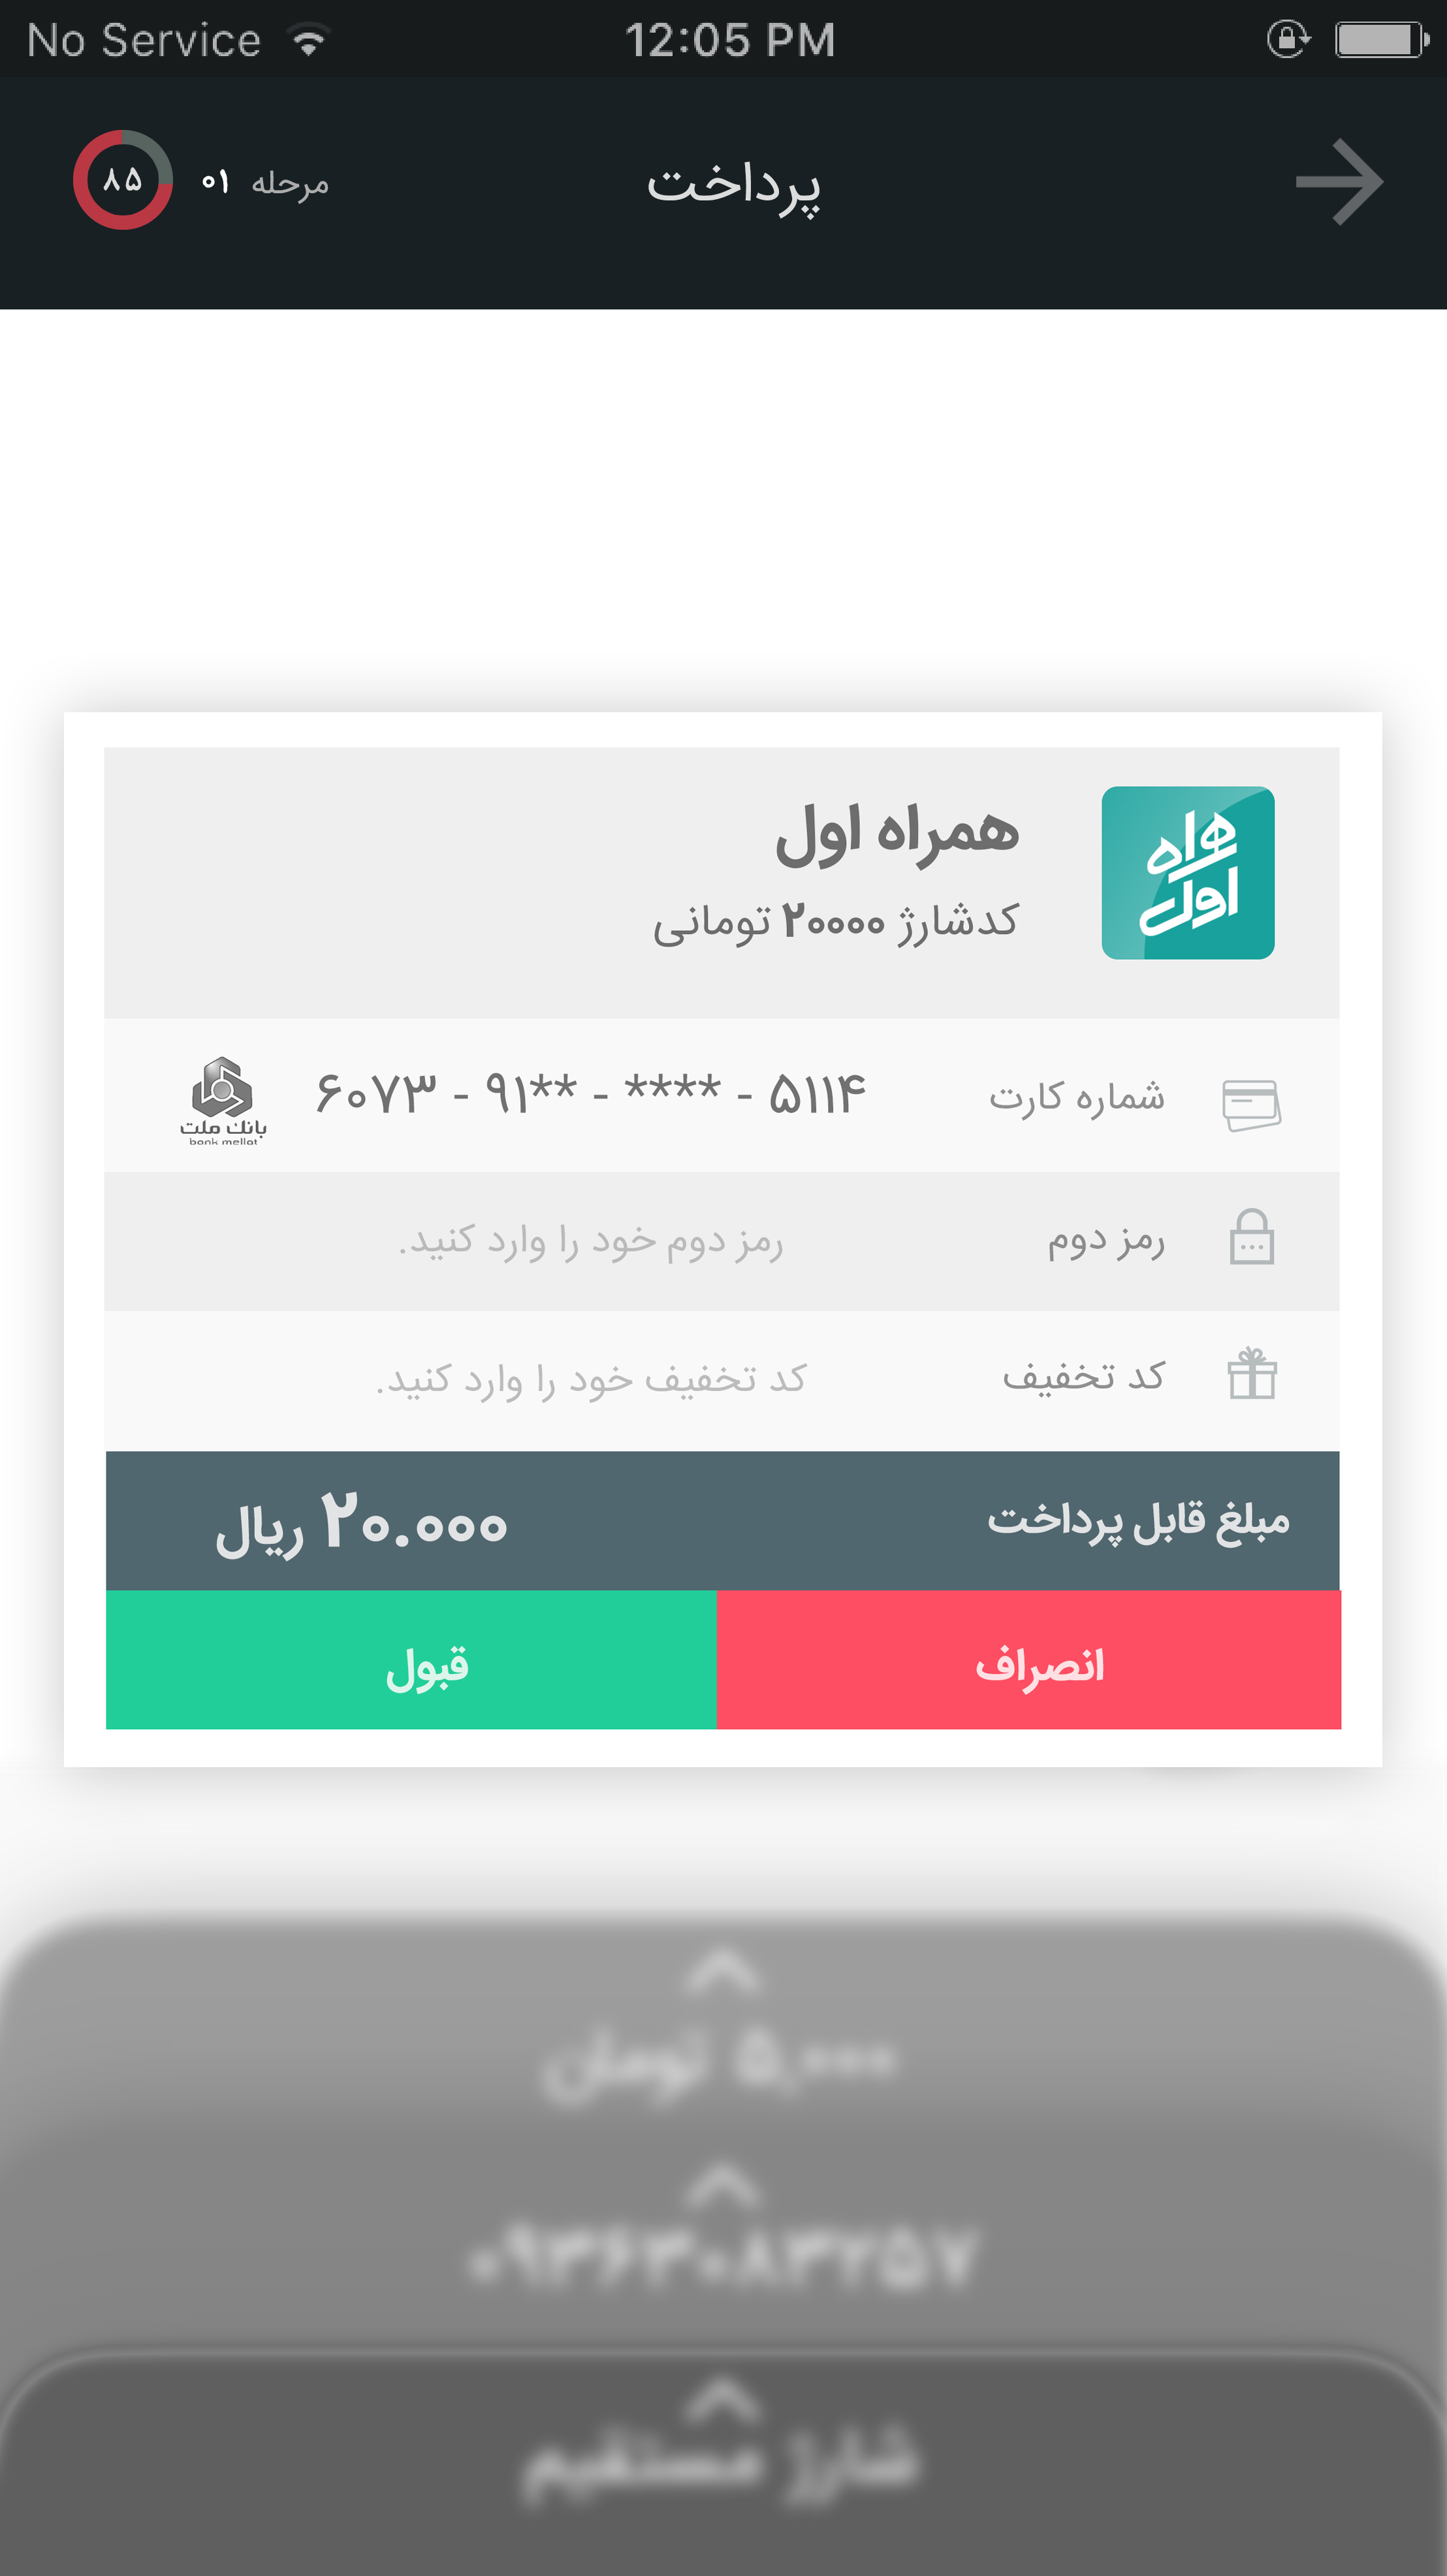 No Service 12:05 PM
پرداخت
مرحله ۰۱
۸۵
همراه اول
همراه اول
کدشارژ ۲۰۰۰۰ تومانی
شماره کارت ۶۰۷۳ - ۹۱** - **** - ۵۱۱۴
بانک ملت
bank mellat
رمز دوم رمز دوم خود را وارد کنید.
کد تخفیف کد تخفیف خود را وارد کنید.
مبلغ قابل پرداخت ۲۰.۰۰۰ ریال
انصراف قبول
۵,۰۰۰ تومان
شارژ مستقیم